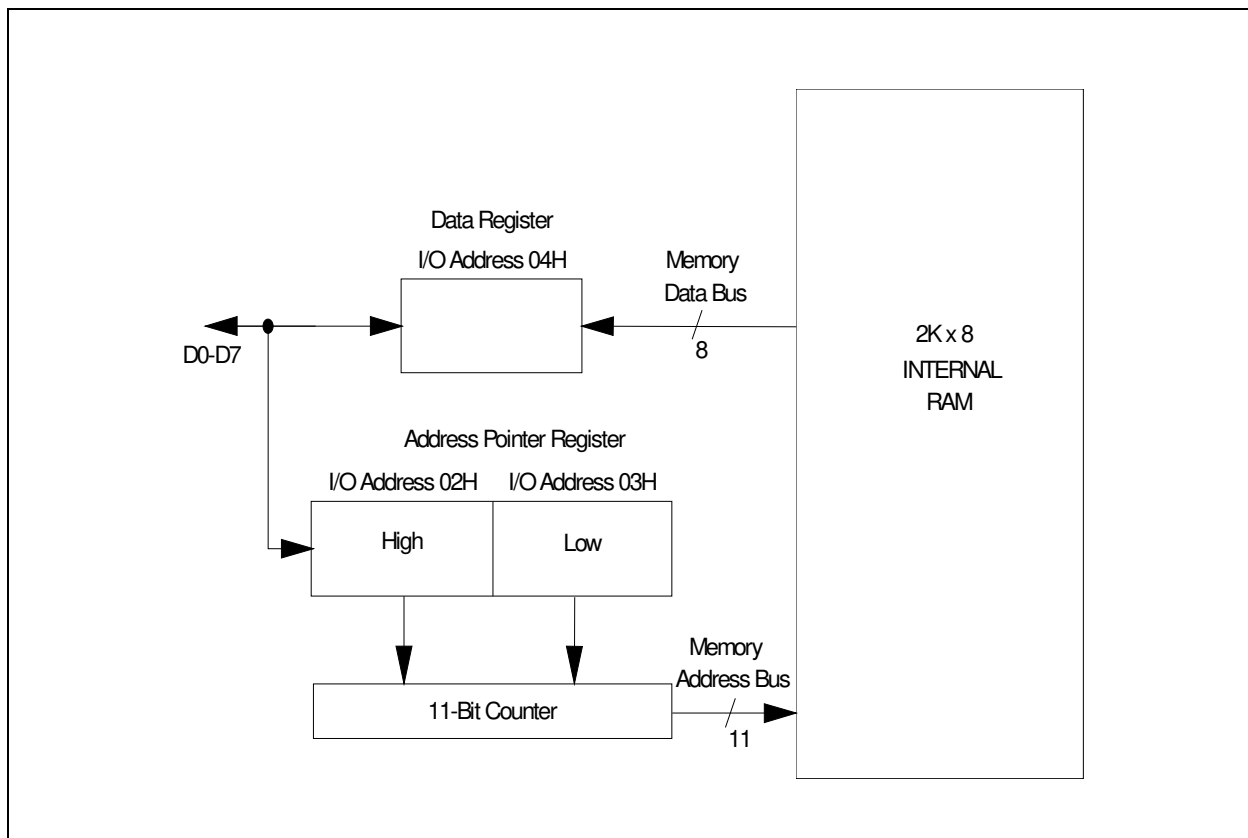 Data Register
I/O Address 04H
Memory
Data Bus
8
D0-D7
2K x 8
INTERNAL
RAM
Address Pointer Register
I/O Address 02H
I/O Address 03H
High
Low
Memory
Address Bus
11-Bit Counter
11